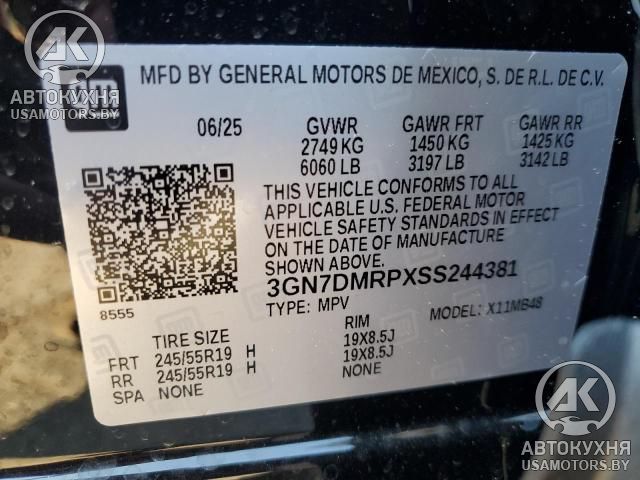 AK
АВТОКУХНЯ
USAMOTORS.BY
MFD BY GENERAL MOTORS DE MEXICO, S. DE R.L. DE C.V.
06/25 GVWR GAWR FRT GAWR RR
2749 KG 1450 KG 1425 KG
6060 LB 3197 LB 3142 LB
THIS VEHICLE CONFORMS TO ALL
APPLICABLE U.S. FEDERAL MOTOR
VEHICLE SAFETY STANDARDS IN EFFECT
ON THE DATE OF MANUFACTURE
SHOWN ABOVE.
3GN7DMRPXSS244381
8555 TYPE: MPV MODEL: X11MB48
TIRE SIZE RIM
FRT 245/55R19 H 19X8.5J
RR 245/55R19 H 19X8.5J
SPA NONE NONE
AK
АВТОКУХНЯ
USAMOTORS.BY